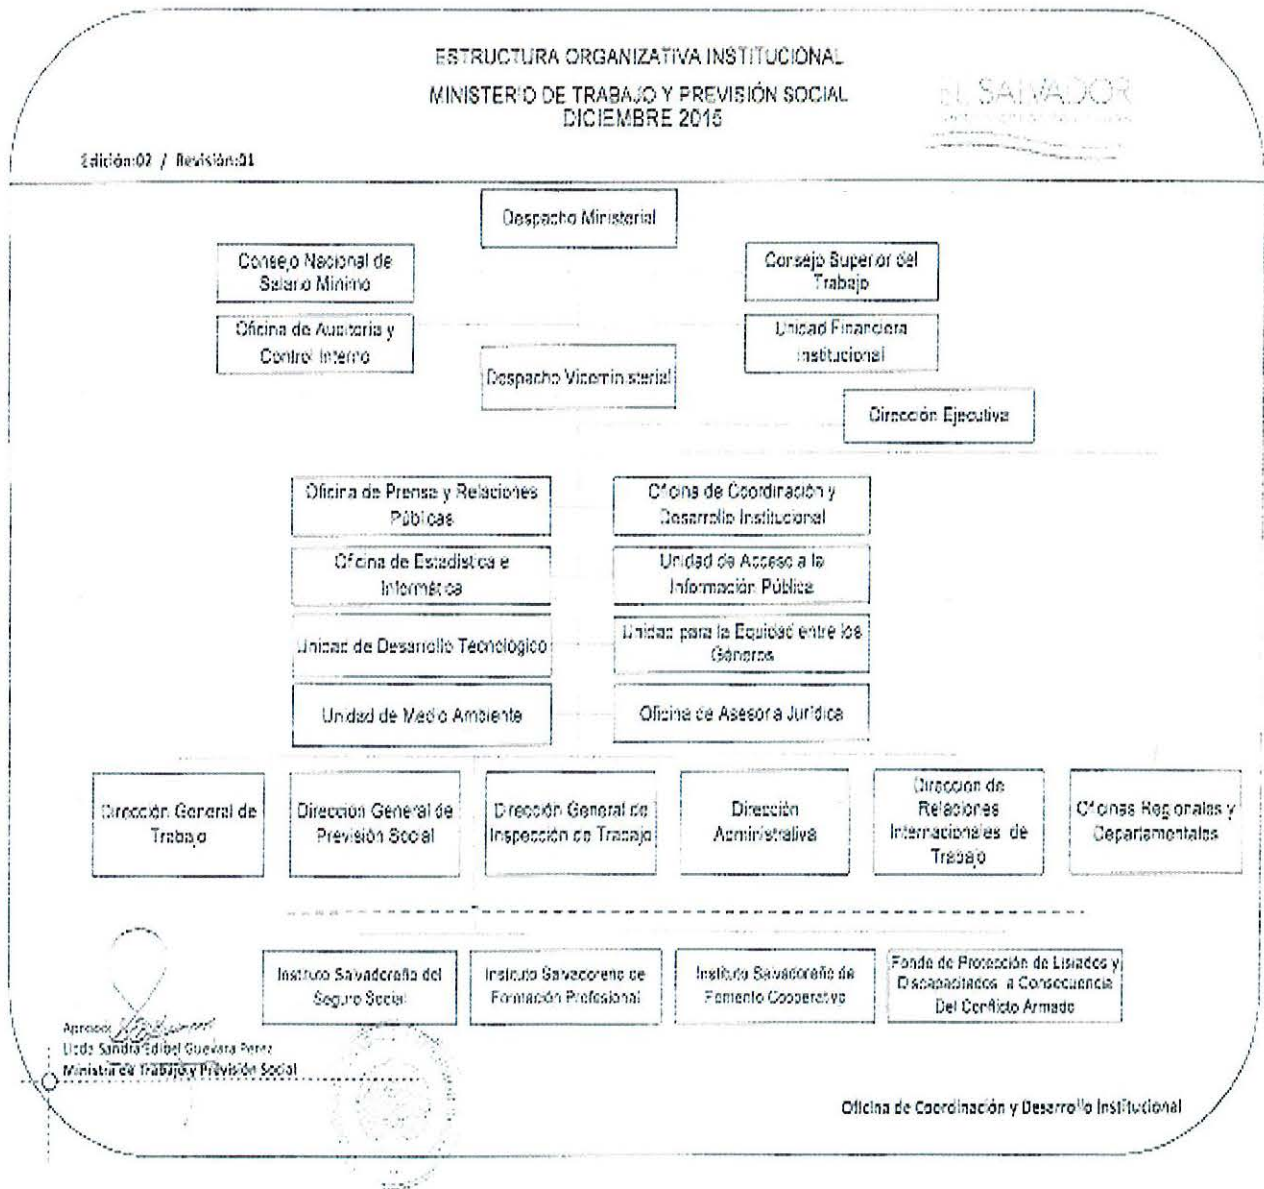 ESTRUCTURA ORGANIZATIVA INSTITUCIONAL
MINISTERIO DE TRABAJO Y PREVISIÓN SOCIAL
DICIEMBRE 2015
EL SALVADOR
Edición:02 / Revisión:01
Despacho Ministerial
Consejo Nacional de
Salario Mínimo
Consejo Superior del
Trabajo
Oficina de Auditoria y
Control Interno
Unidad Financiera
Institucional
Despacho Viceministerial
Dirección Ejecutiva
Oficina de Prensa y Relaciones
Públicas
Oficina de Coordinación y
Desarrollo Institucional
Oficina de Estadística e
Informática
Unidad de Acceso a la
Información Pública
Unidad de Desarrollo Tecnológico
Unidad para la Equidad entre los
Géneros
Unidad de Medio Ambiente
Oficina de Asesoría Jurídica
Dirección General de
Trabajo
Dirección General de
Previsión Social
Dirección General de
Inspección de Trabajo
Dirección
Administrativa
Dirección de
Relaciones
Internacionales de
Trabajo
Oficinas Regionales y
Departamentales
Instituto Salvadoreño del
Seguro Social
Instituto Salvadoreño de
Formación Profesional
Instituto Salvadoreño de
Fomento Cooperativo
Fondo de Protección de Lisiados y
Discapacitados a Consecuencia
Del Conflicto Armado
Aprobó:
Licda Sandra Edibel Guevara Perez
Ministra de Trabajo y Previsión Social
Oficina de Coordinación y Desarrollo Institucional